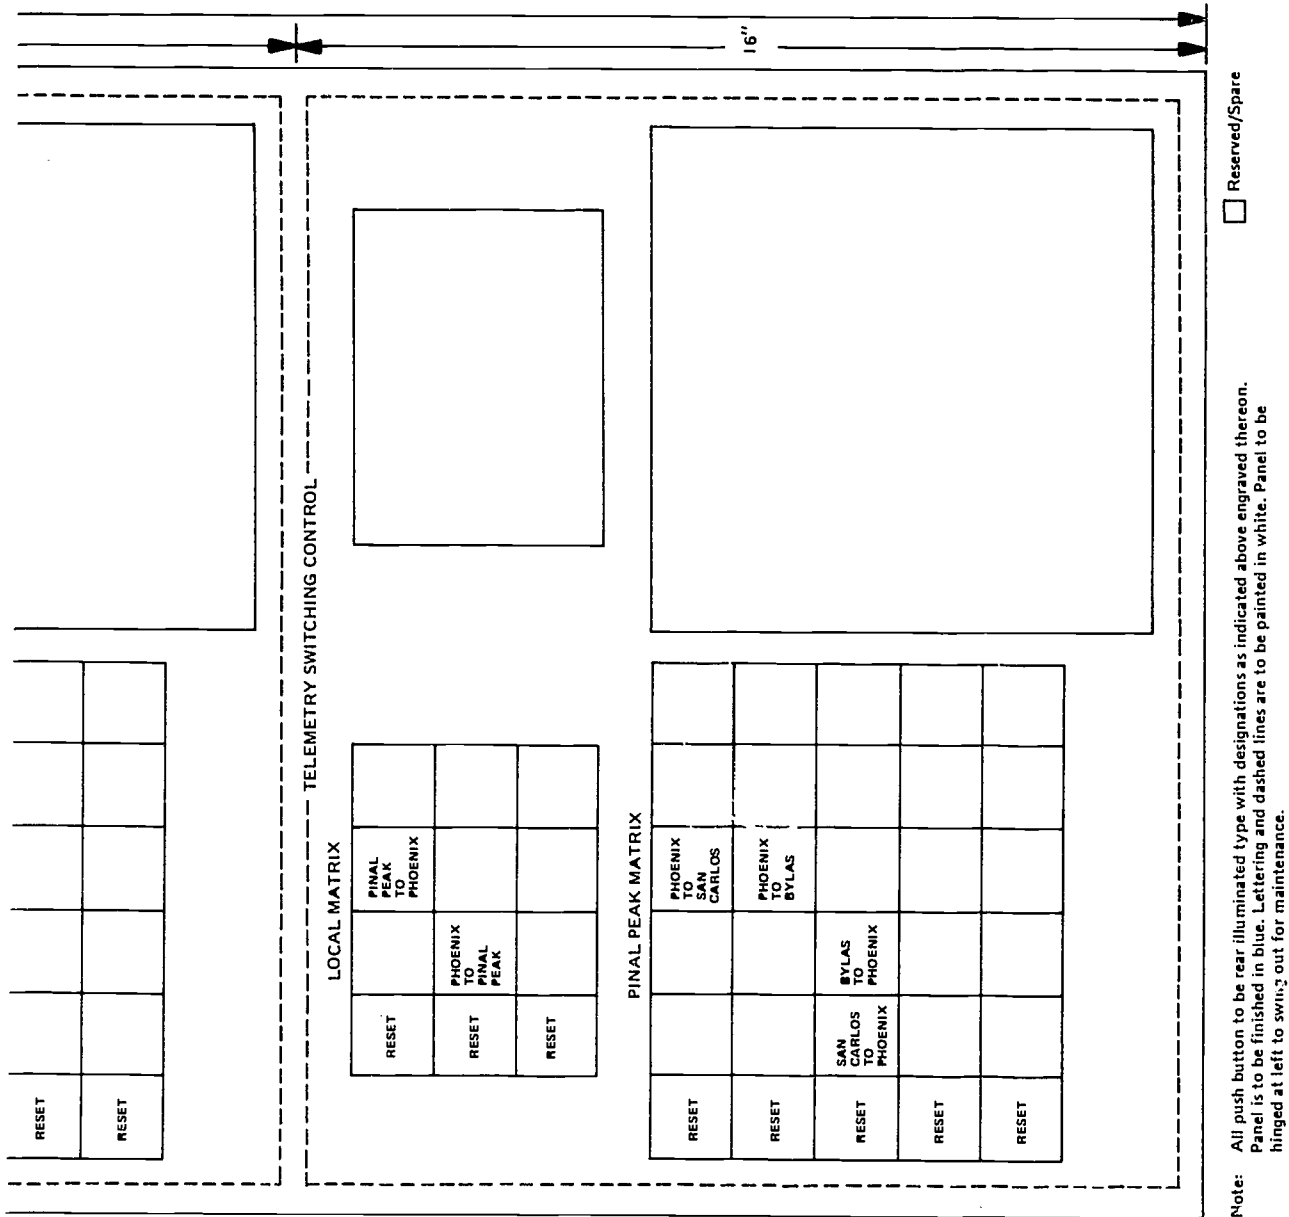 RESET
RESET
TELEMETRY SWITCHING CONTROL
LOCAL MATRIX
RESET
PINAL
PEAK
TO
PHOENIX
RESET
PHOENIX
TO
PINAL
PEAK
RESET
PINAL PEAK MATRIX
RESET
PHOENIX
TO
SAN
CARLOS
RESET
PHOENIX
TO
BYLAS
RESET
SAN
CARLOS
TO
PHOENIX
BYLAS
TO
PHOENIX
RESET
RESET
16"
Reserved/Spare
Note: All push button to be rear illuminated type with designations as indicated above engraved thereon.
Panel is to be finished in blue. Lettering and dashed lines are to be painted in white. Panel to be
hinged at left to swing out for maintenance.